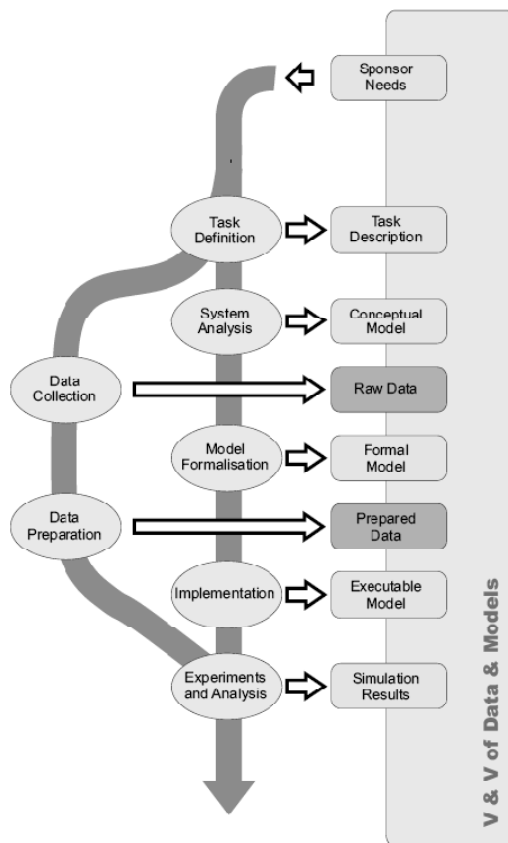 Sponsor
Needs
Task
Definition
Task
Description
System
Analysis
Conceptual
Model
Data
Collection
Raw Data
Model
Formalisation
Formal
Model
Data
Preparation
Prepared
Data
Implementation
Executable
Model
Experiments
and Analysis
Simulation
Results
V & V of Data & Models